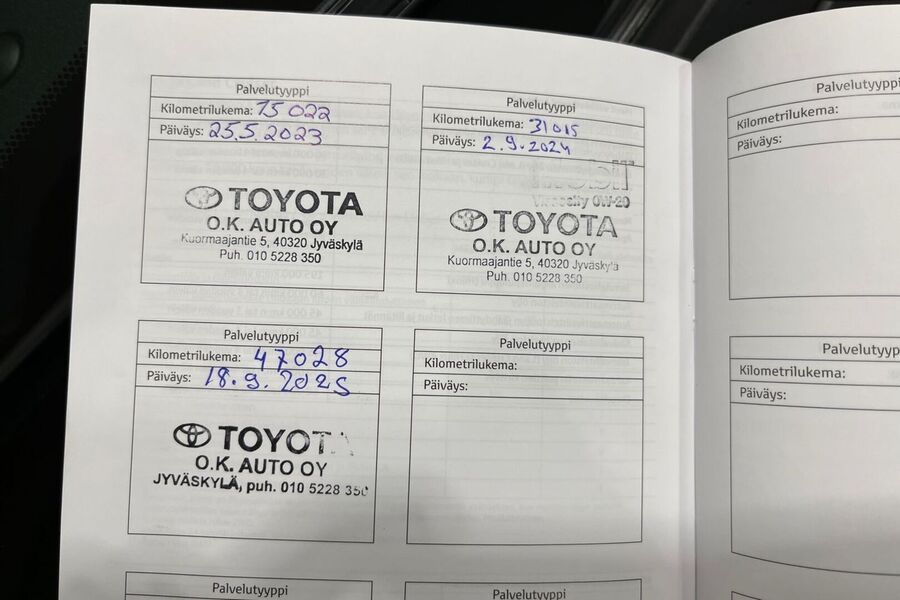 Palvelutyyppi
Kilometrilukema: 15 022
Päiväys: 25.5.2023
TOYOTA
O.K. AUTO OY
Kuormaajantie 5, 40320 Jyväskylä
Puh. 010 5228 350
Palvelutyyppi
Kilometrilukema: 31015
Päiväys: 2.9.2024
Viscosity 0W-20
TOYOTA
O.K. AUTO OY
Kuormaajantie 5, 40320 Jyväskylä
Puh. 010 5228 350
Palvelutyyppi
Kilometrilukema:
Päiväys:
Palvelutyyppi
Kilometrilukema: 47028
Päiväys: 18.9.2025
TOYOTA
O.K. AUTO OY
JYVÄSKYLÄ, puh. 010 5228 350
Palvelutyyppi
Kilometrilukema:
Päiväys:
Palvelutyyppi
Kilometrilukema:
Päiväys:
Palvelutyyppi
Palvelutyyppi